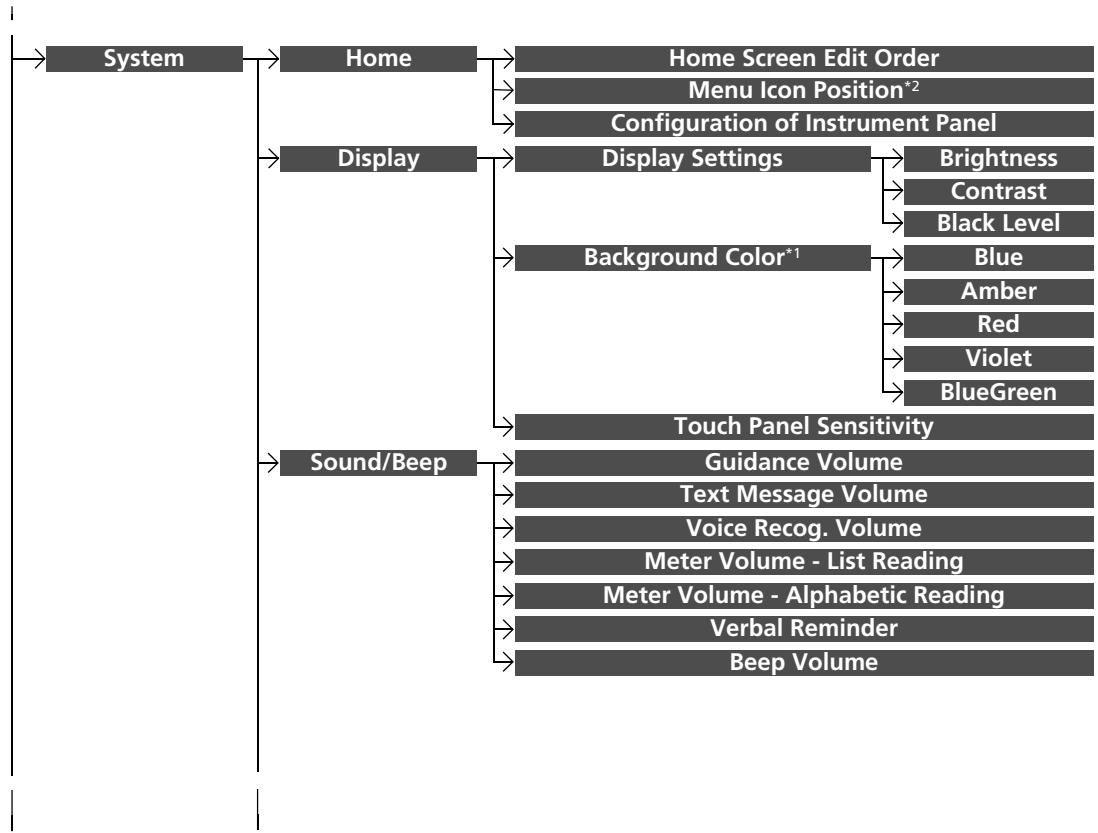 System
Home
Home Screen Edit Order
Menu Icon Position*2
Configuration of Instrument Panel
Display
Display Settings
Brightness
Contrast
Black Level
Background Color*1
Blue
Amber
Red
Violet
BlueGreen
Touch Panel Sensitivity
Sound/Beep
Guidance Volume
Text Message Volume
Voice Recog. Volume
Meter Volume - List Reading
Meter Volume - Alphabetic Reading
Verbal Reminder
Beep Volume